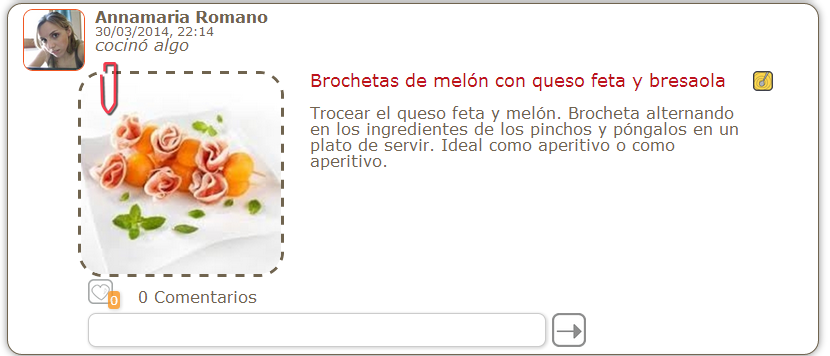 Annamaria Romano
30/03/2014, 22:14
cocinó algo
Brochetas de melón con queso feta y bresaola
Trocear el queso feta y melón. Brocheta alternando
en los ingredientes de los pinchos y póngalos en un
plato de servir. Ideal como aperitivo o como
aperitivo.
0
0 Comentarios